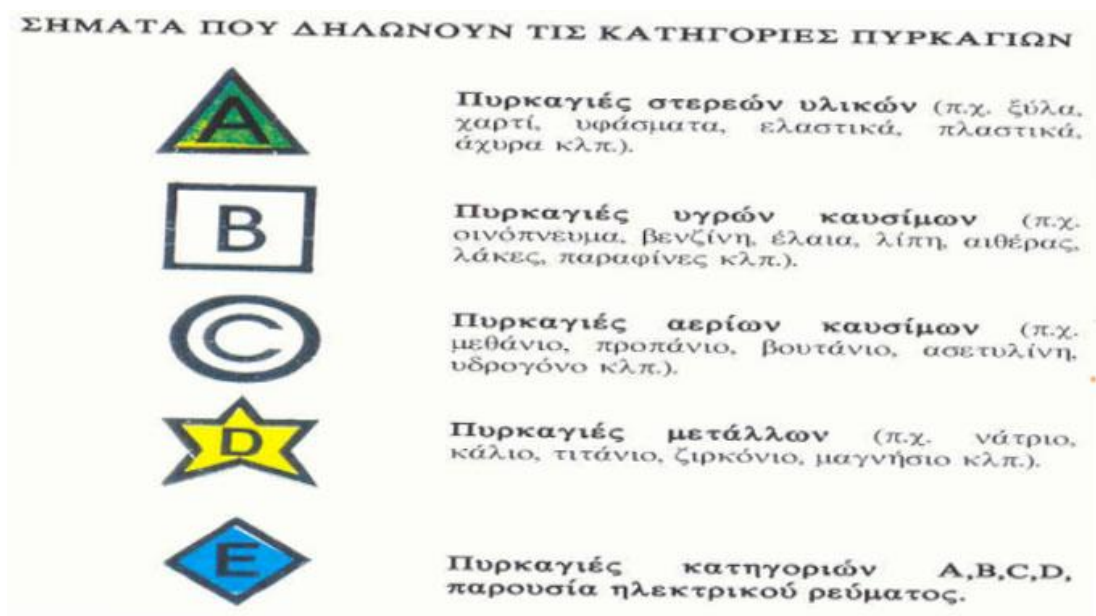 ΣΗΜΑΤΑ ΠΟΥ ΔΗΛΩΝΟΥΝ ΤΙΣ ΚΑΤΗΓΟΡΙΕΣ ΠΥΡΚΑΓΙΩΝ
A
Πυρκαγιές στερεών υλικών (π.χ. ξύλα,
χαρτί, υφάσματα, ελαστικά, πλαστικά,
άχυρα κλπ.).
B
Πυρκαγιές υγρών καυσίμων (π.χ.
οινόπνευμα, βενζίνη, έλαια, λίπη, αιθέρας,
λάκες, παραφίνες κλπ.).
C
Πυρκαγιές αερίων καυσίμων (π.χ.
μεθάνιο, προπάνιο, βουτάνιο, ασετυλίνη,
υδρογόνο κλπ.).
D
Πυρκαγιές μετάλλων (π.χ. νάτριο,
κάλιο, τιτάνιο, ζιρκόνιο, μαγνήσιο κλπ.).
E
Πυρκαγιές κατηγοριών A,B,C,D,
παρουσία ηλεκτρικού ρεύματος.